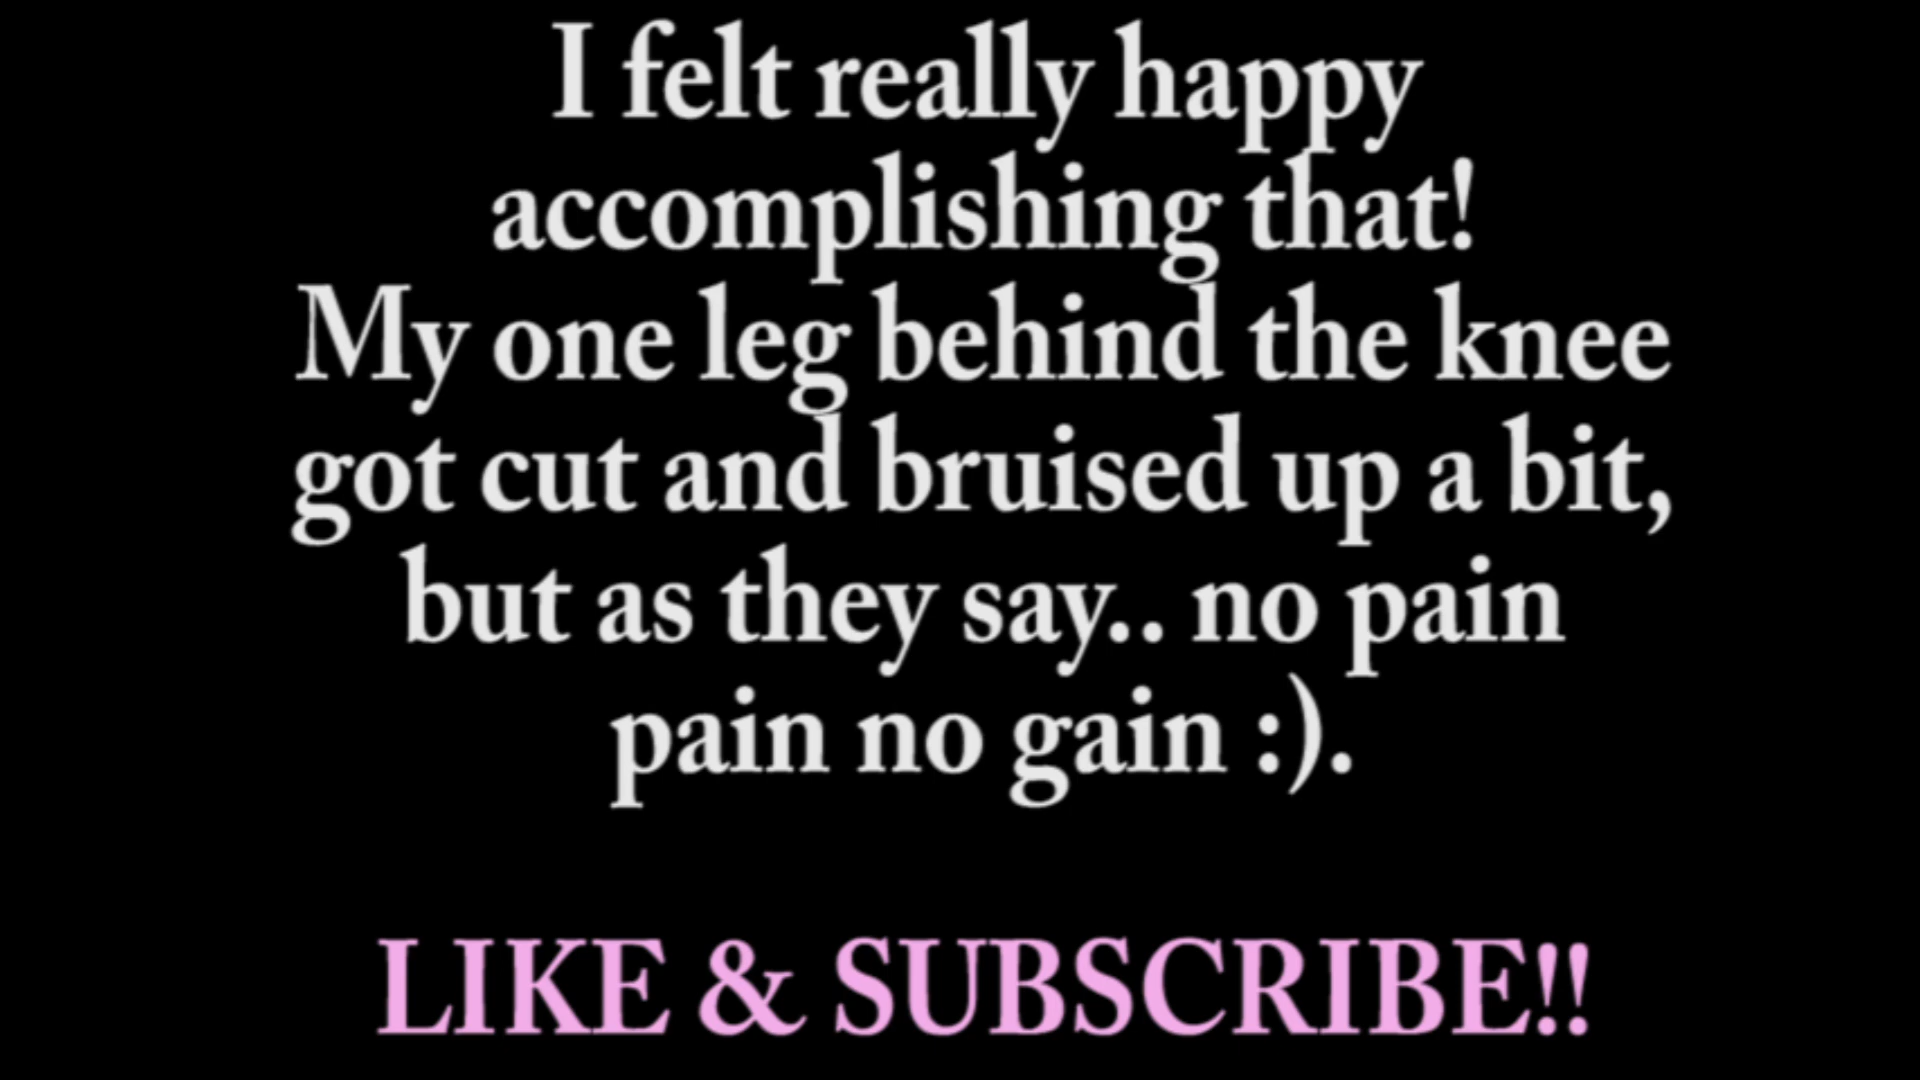 I felt really happy
accomplishing that!
My one leg behind the knee
got cut and bruised up a bit,
but as they say.. no pain
pain no gain :).
LIKE & SUBSCRIBE!!